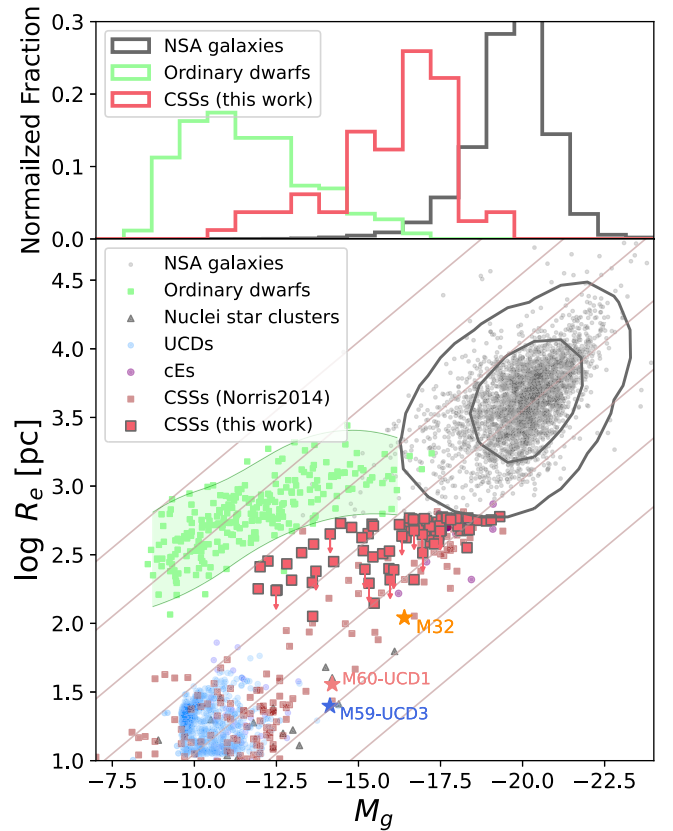 0.3
0.2
0.1
0.0
Normailzed Fraction
NSA galaxies
Ordinary dwarfs
CSSs (this work)
4.5
4.0
3.5
3.0
2.5
2.0
1.5
1.0
log R_e [pc]
NSA galaxies
Ordinary dwarfs
Nuclei star clusters
UCDs
cEs
CSSs (Norris2014)
CSSs (this work)
M32
M60-UCD1
M59-UCD3
−7.5 −10.0 −12.5 −15.0 −17.5 −20.0 −22.5
M_g